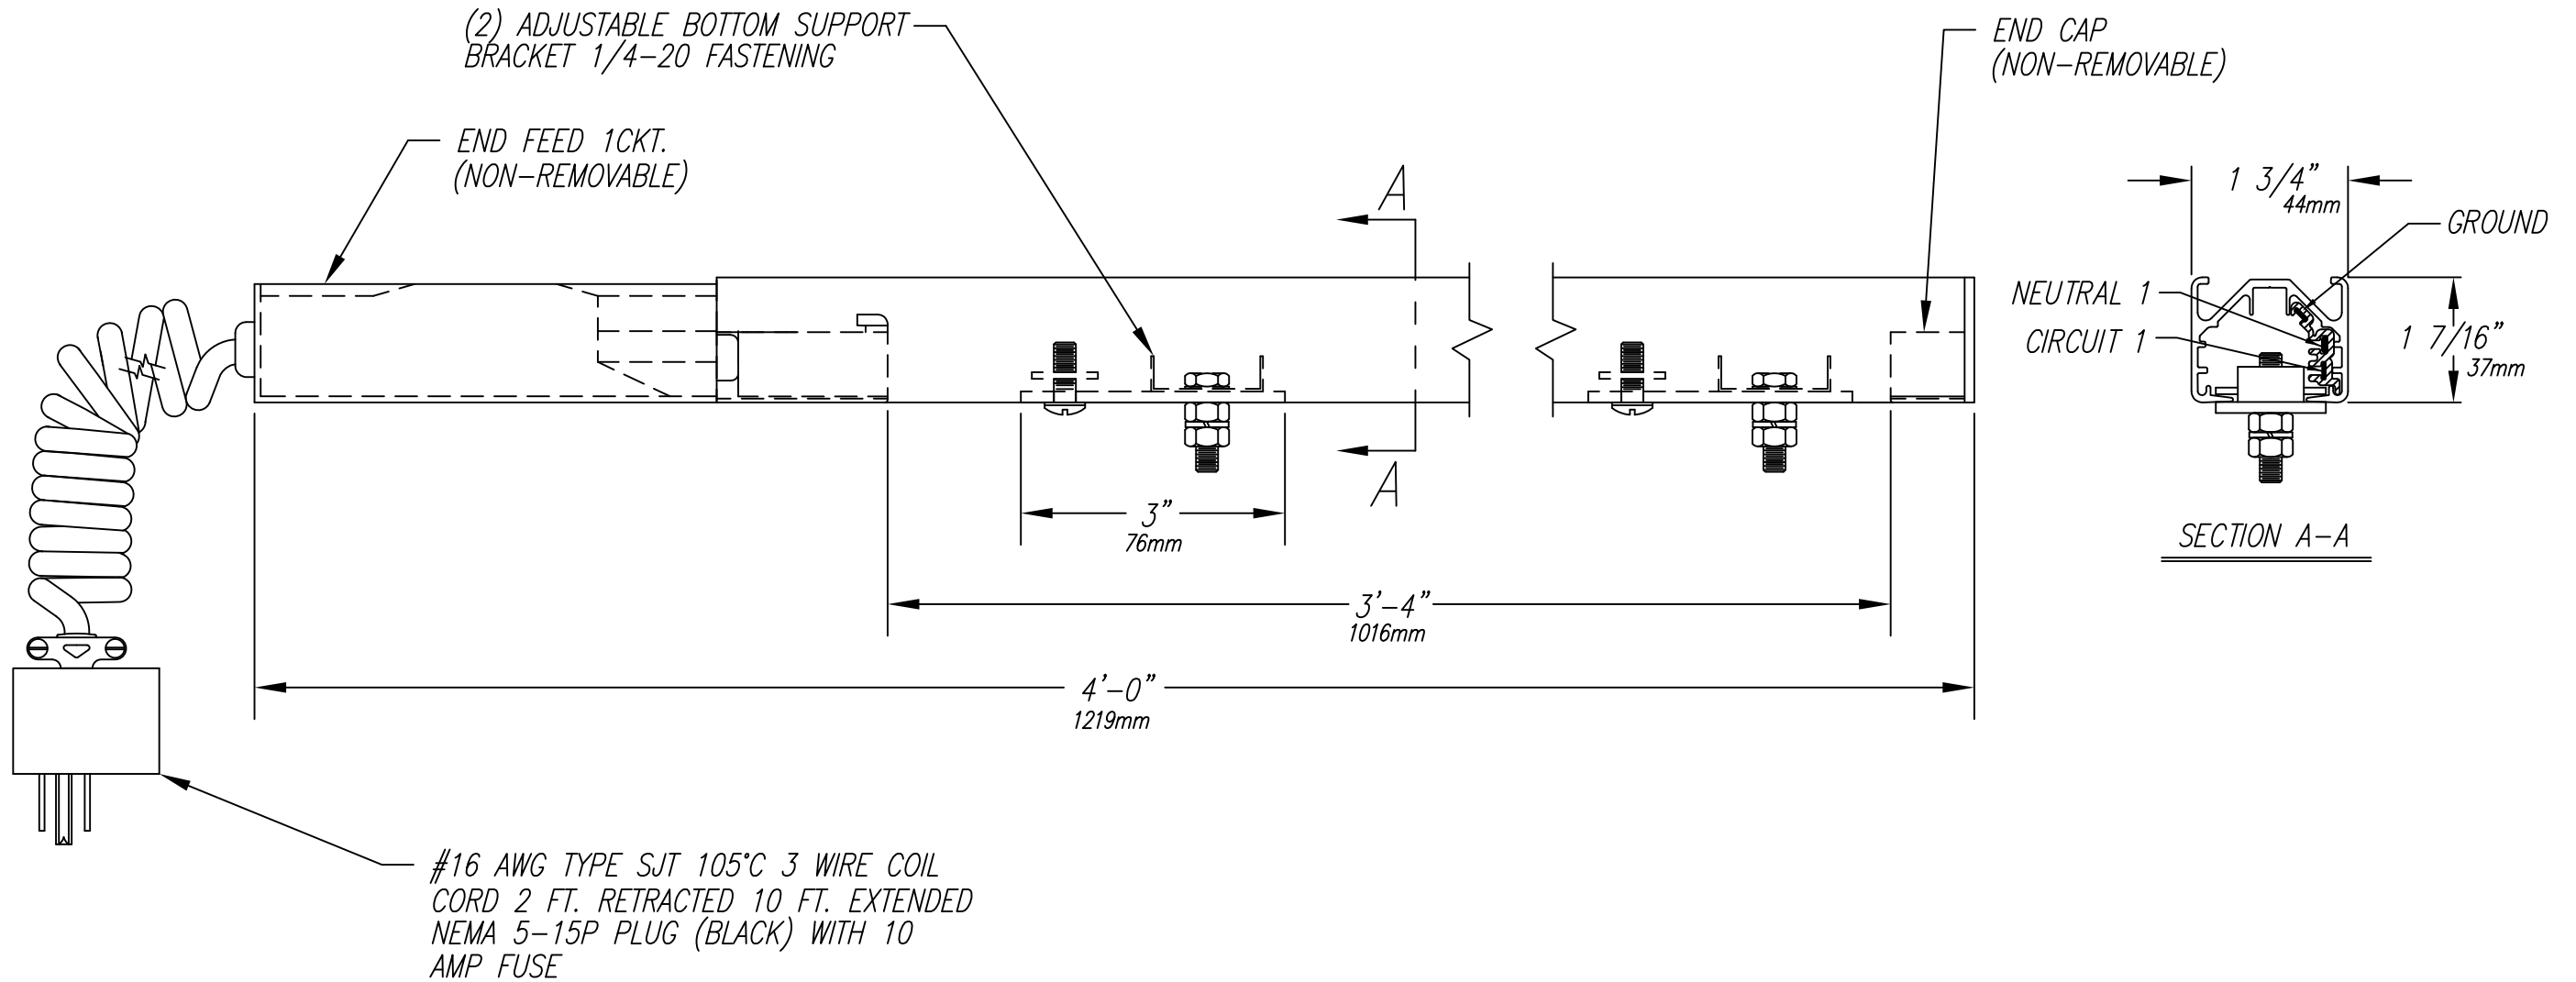 (2) ADJUSTABLE BOTTOM SUPPORT
BRACKET 1/4-20 FASTENING
END CAP
(NON-REMOVABLE)
END FEED 1CKT.
(NON-REMOVABLE)
A
A
1 3/4"
44mm
GROUND
NEUTRAL 1
CIRCUIT 1
1 7/16"
37mm
SECTION A-A
3"
76mm
3'-4"
1016mm
4'-0"
1219mm
#16 AWG TYPE SJT 105°C 3 WIRE COIL
CORD 2 FT. RETRACTED 10 FT. EXTENDED
NEMA 5-15P PLUG (BLACK) WITH 10
AMP FUSE